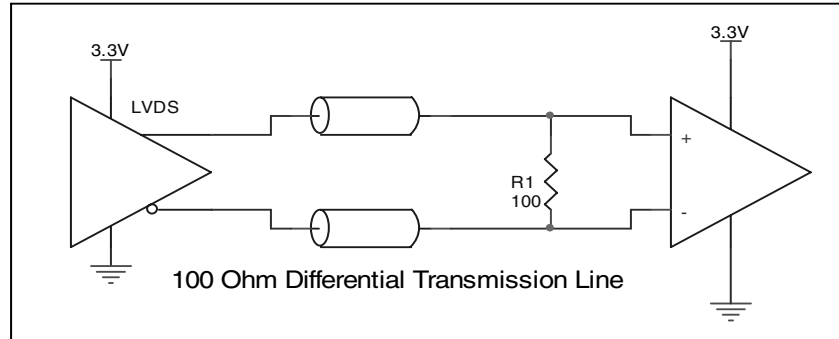 3.3V
3.3V
LVDS
+
R1
100
-
100 Ohm Differential Transmission Line